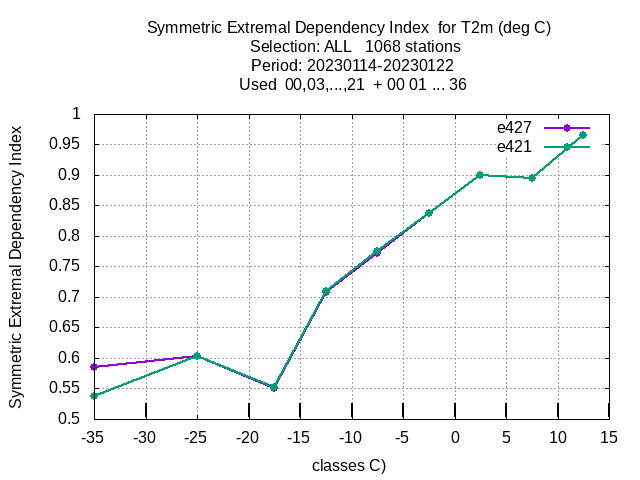 Symmetric Extremal Dependency Index  for T2m (deg C)
Selection: ALL   1068 stations
Period: 20230114-20230122
Used  00,03,...,21  + 00 01 ... 36
Symmetric Extremal Dependency Index
1
0.95
0.9
0.85
0.8
0.75
0.7
0.65
0.6
0.55
0.5
e427
e421
-35 -30 -25 -20 -15 -10 -5 0 5 10 15
classes C)